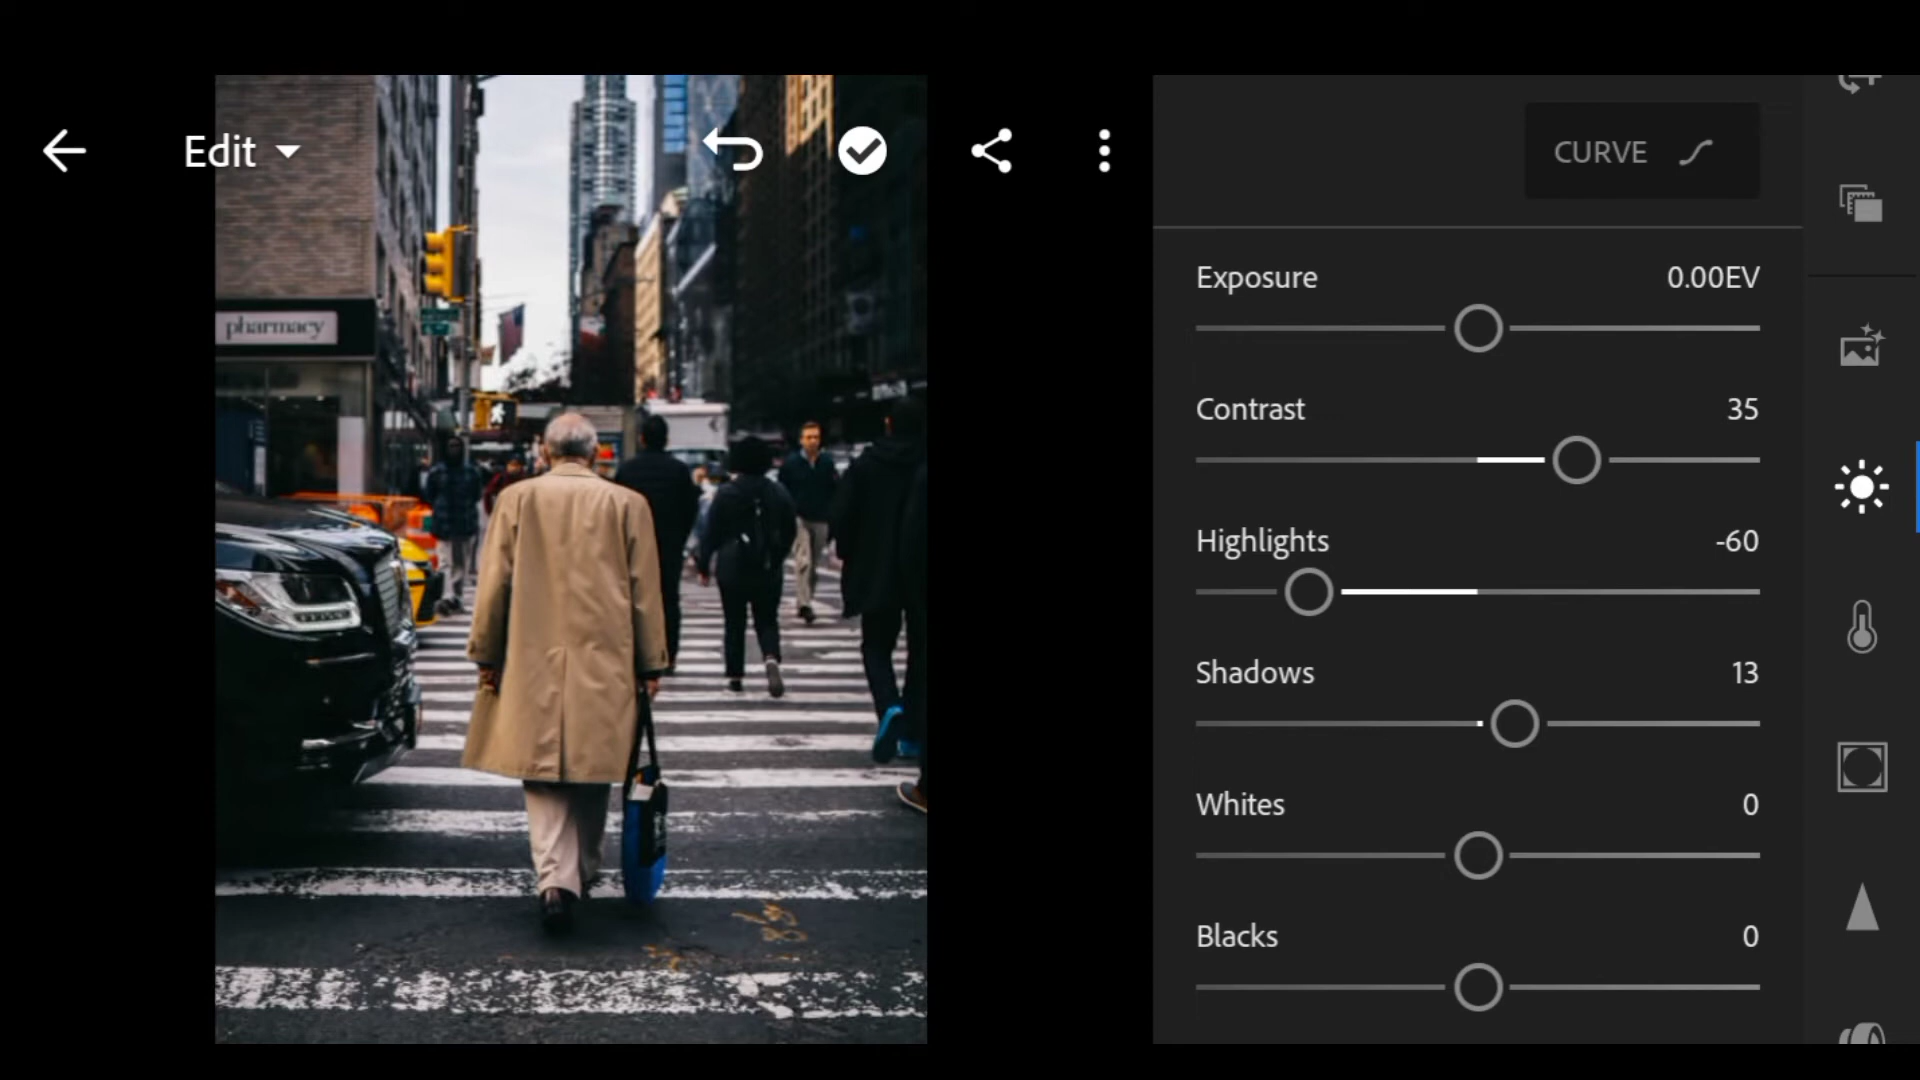 Edit
CURVE
pharmacy
Exposure 0.00EV
Contrast 35
Highlights -60
Shadows 13
Whites 0
Blacks 0